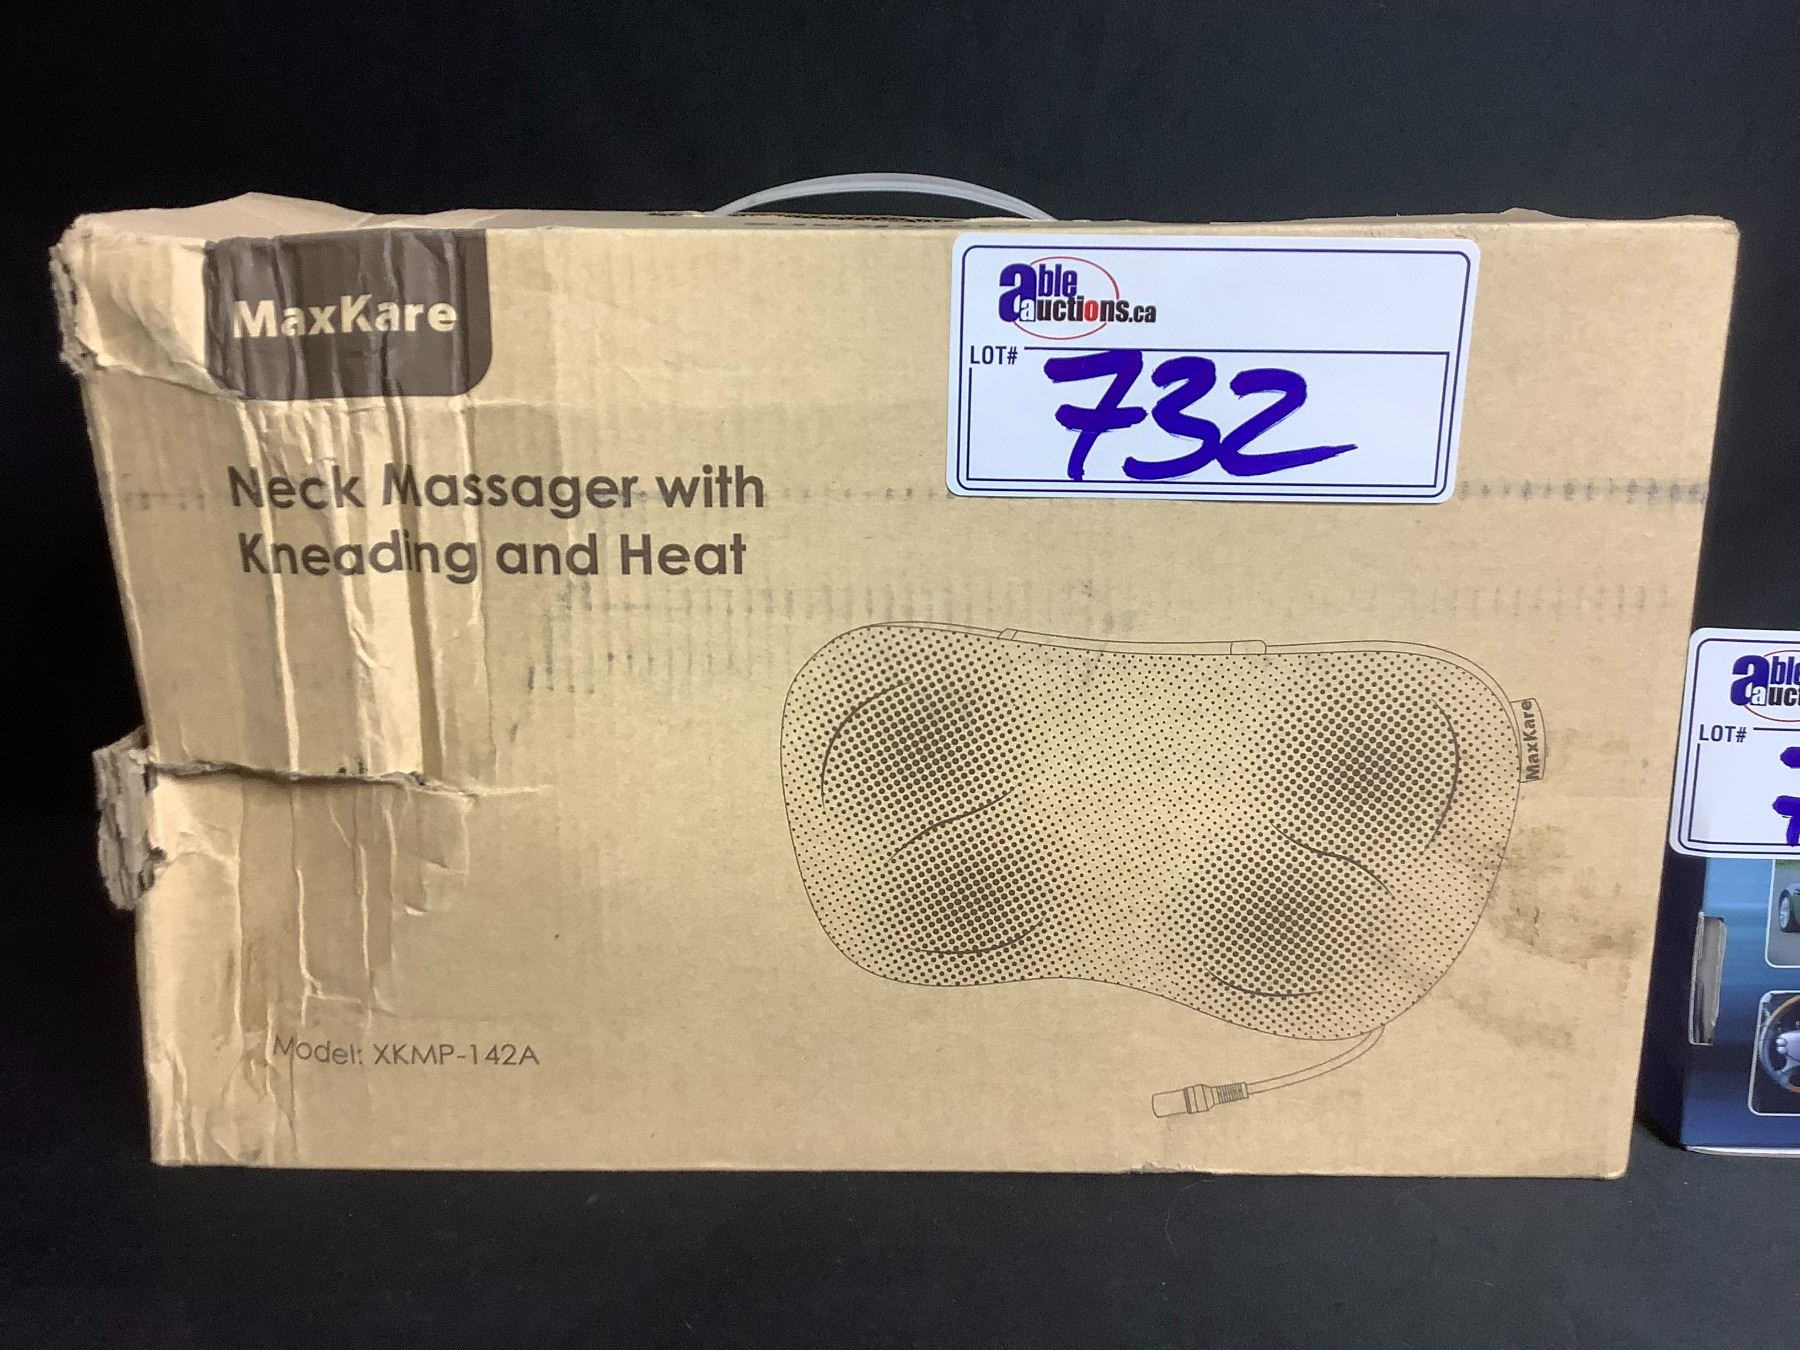 MaxKare
able
auctions.ca
LOT#
732
Neck Massager with
Kneading and Heat
MaxKare
Model: XKMP-142A
LOT#